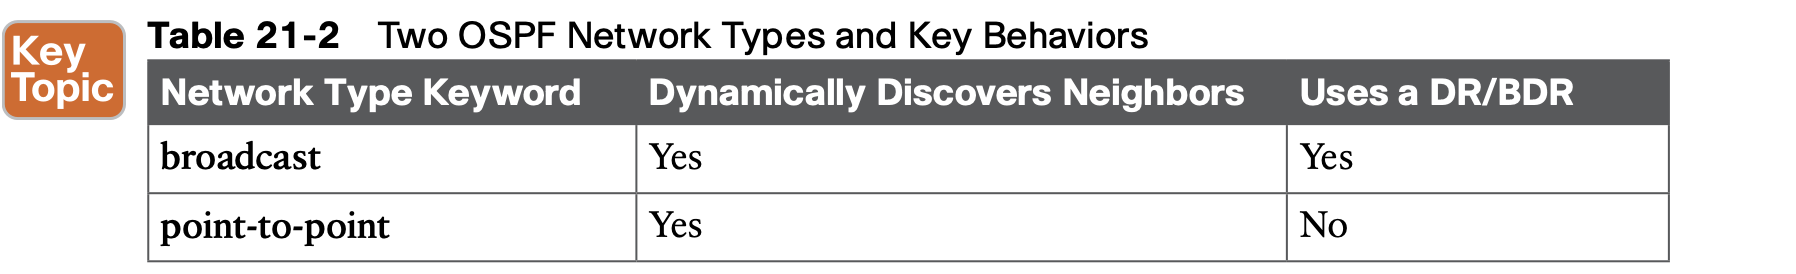 Key
Topic
Table 21-2 Two OSPF Network Types and Key Behaviors
Network Type Keyword Dynamically Discovers Neighbors Uses a DR/BDR
broadcast Yes Yes
point-to-point Yes No